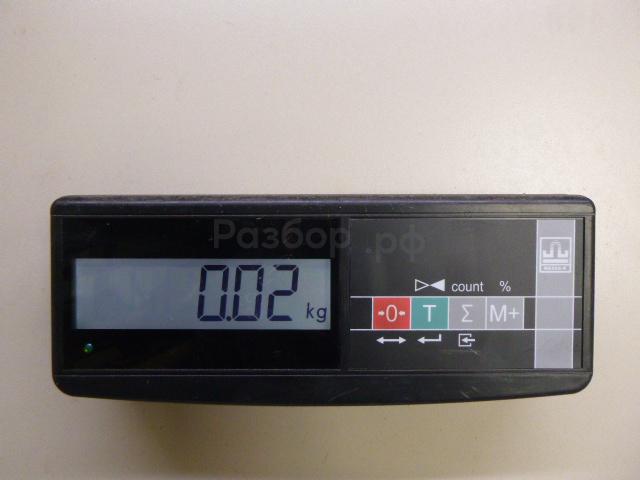 Разбор.рф
0.02 kg
count %
→0← T Σ M+